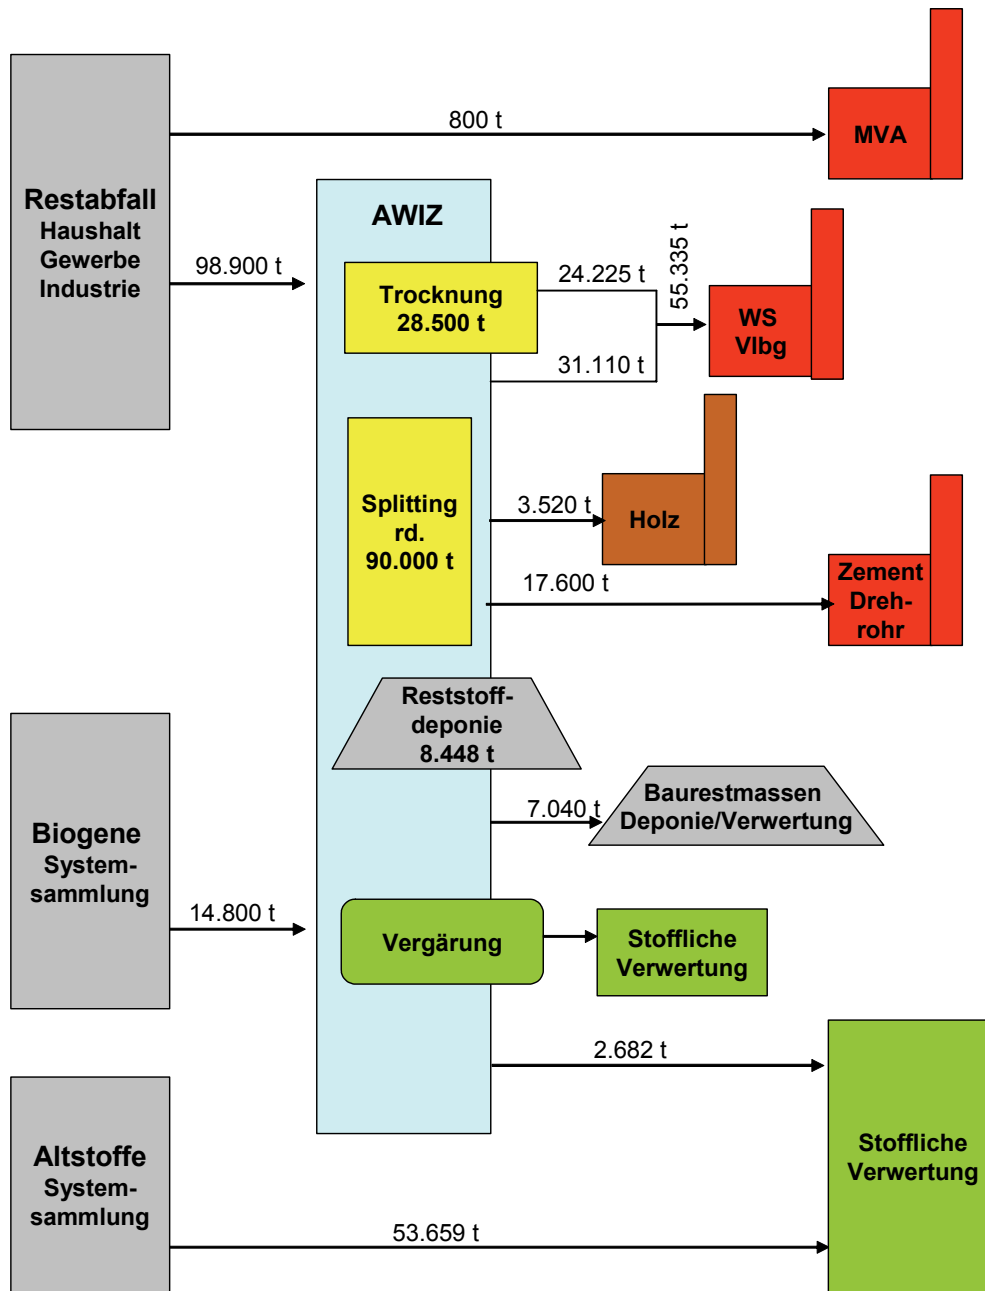 800 t
MVA
Restabfall
Haushalt
Gewerbe
Industrie
98.900 t
AWIZ
Trocknung
28.500 t
24.225 t
31.110 t
55.335 t
WS
Vlbg
Splitting
rd.
90.000 t
3.520 t
Holz
17.600 t
Zement
Dreh-
rohr
Reststoff-
deponie
8.448 t
7.040 t
Baurestmassen
Deponie/Verwertung
Biogene
System-
sammlung
14.800 t
Vergärung
Stoffliche
Verwertung
2.682 t
Altstoffe
System-
sammlung
53.659 t
Stoffliche
Verwertung